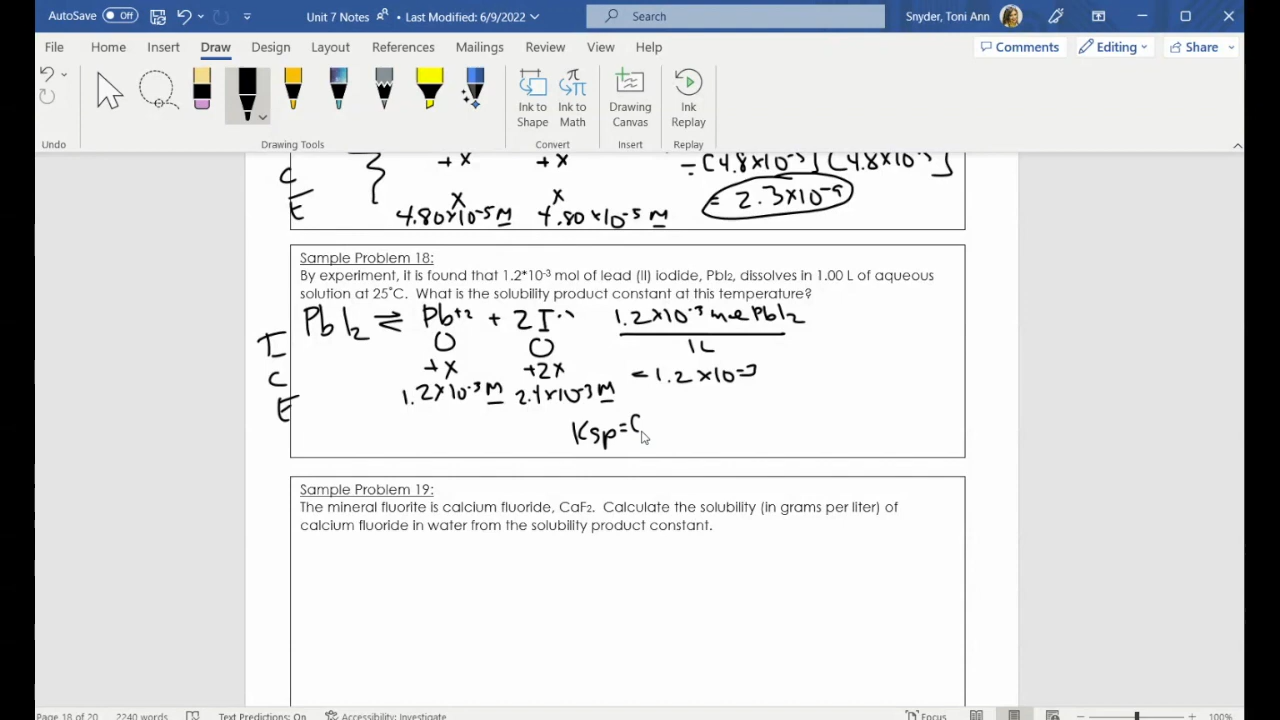 AutoSave Off Unit 7 Notes • Last Modified: 6/9/2022 Search Snyder, Toni Ann
File Home Insert Draw Design Layout References Mailings Review View Help Comments Editing Share
Ink to Shape Ink to Math Drawing Canvas Ink Replay
Undo Drawing Tools Convert Insert Replay
C +x +x = (4.8x10⁻⁵)(4.8x10⁻⁵)
E x x = 2.3x10⁻⁹
4.80x10⁻⁵ M 4.80x10⁻⁵ M
Sample Problem 18:
By experiment, it is found that 1.2*10⁻³ mol of lead (II) iodide, PbI₂, dissolves in 1.00 L of aqueous
solution at 25˚C. What is the solubility product constant at this temperature?
PbI₂ ⇌ Pb⁺² + 2I⁻ 1.2x10⁻³ mol PbI₂
I 0 0 1L
C +x +2x = 1.2x10⁻³
E 1.2x10⁻³ M 2.4x10⁻³ M
Ksp=(
Sample Problem 19:
The mineral fluorite is calcium fluoride, CaF₂. Calculate the solubility (in grams per liter) of
calcium fluoride in water from the solubility product constant.
Page 18 of 20 2240 words Text Predictions: On Accessibility: Investigate Focus 100%